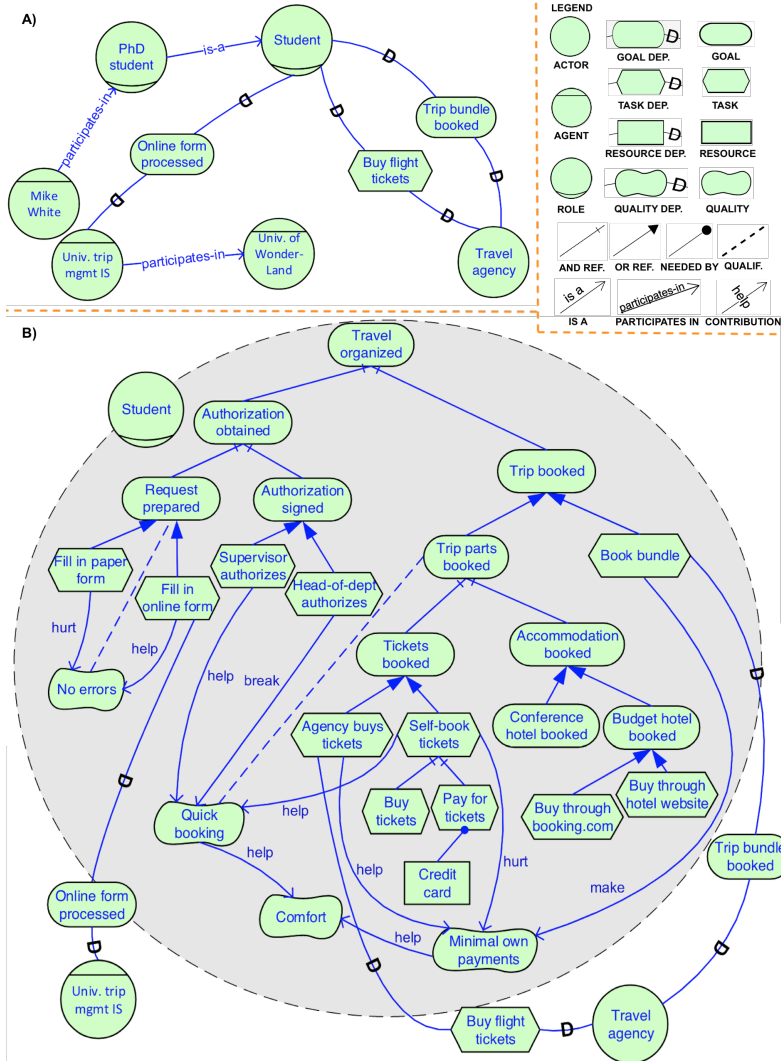 A)
PhD
student
is-a
Student
D
D
D
Trip bundle
booked
Online form
processed
Buy flight
tickets
participates-in
D
D
D
Mike
White
Univ. trip
mgmt IS
participates-in
Univ. of
Wonder-
Land
Travel
agency
LEGEND
ACTOR
D
GOAL DEP.
GOAL
AGENT
D
TASK DEP.
TASK
D
RESOURCE DEP.
RESOURCE
ROLE
D
QUALITY DEP.
QUALITY
AND REF.
OR REF.
NEEDED BY
QUALIF.
is a
participates-in
help
IS A
PARTICIPATES IN
CONTRIBUTION
B)
Travel
organized
Student
Authorization
obtained
Trip booked
Request
prepared
Authorization
signed
Fill in paper
form
Fill in
online form
Supervisor
authorizes
Head-of-dept
authorizes
Trip parts
booked
Book bundle
hurt
help
No errors
help
break
Tickets
booked
Accommodation
booked
D
Agency buys
tickets
Self-book
tickets
Conference
hotel booked
Budget hotel
booked
D
Quick
booking
help
Buy
tickets
Pay for
tickets
Buy through
booking.com
Buy through
hotel website
help
help
Credit
card
hurt
make
Trip bundle
booked
Online form
processed
Comfort
help
Minimal own
payments
D
D
D
Univ. trip
mgmt IS
Buy flight
tickets
D
Travel
agency